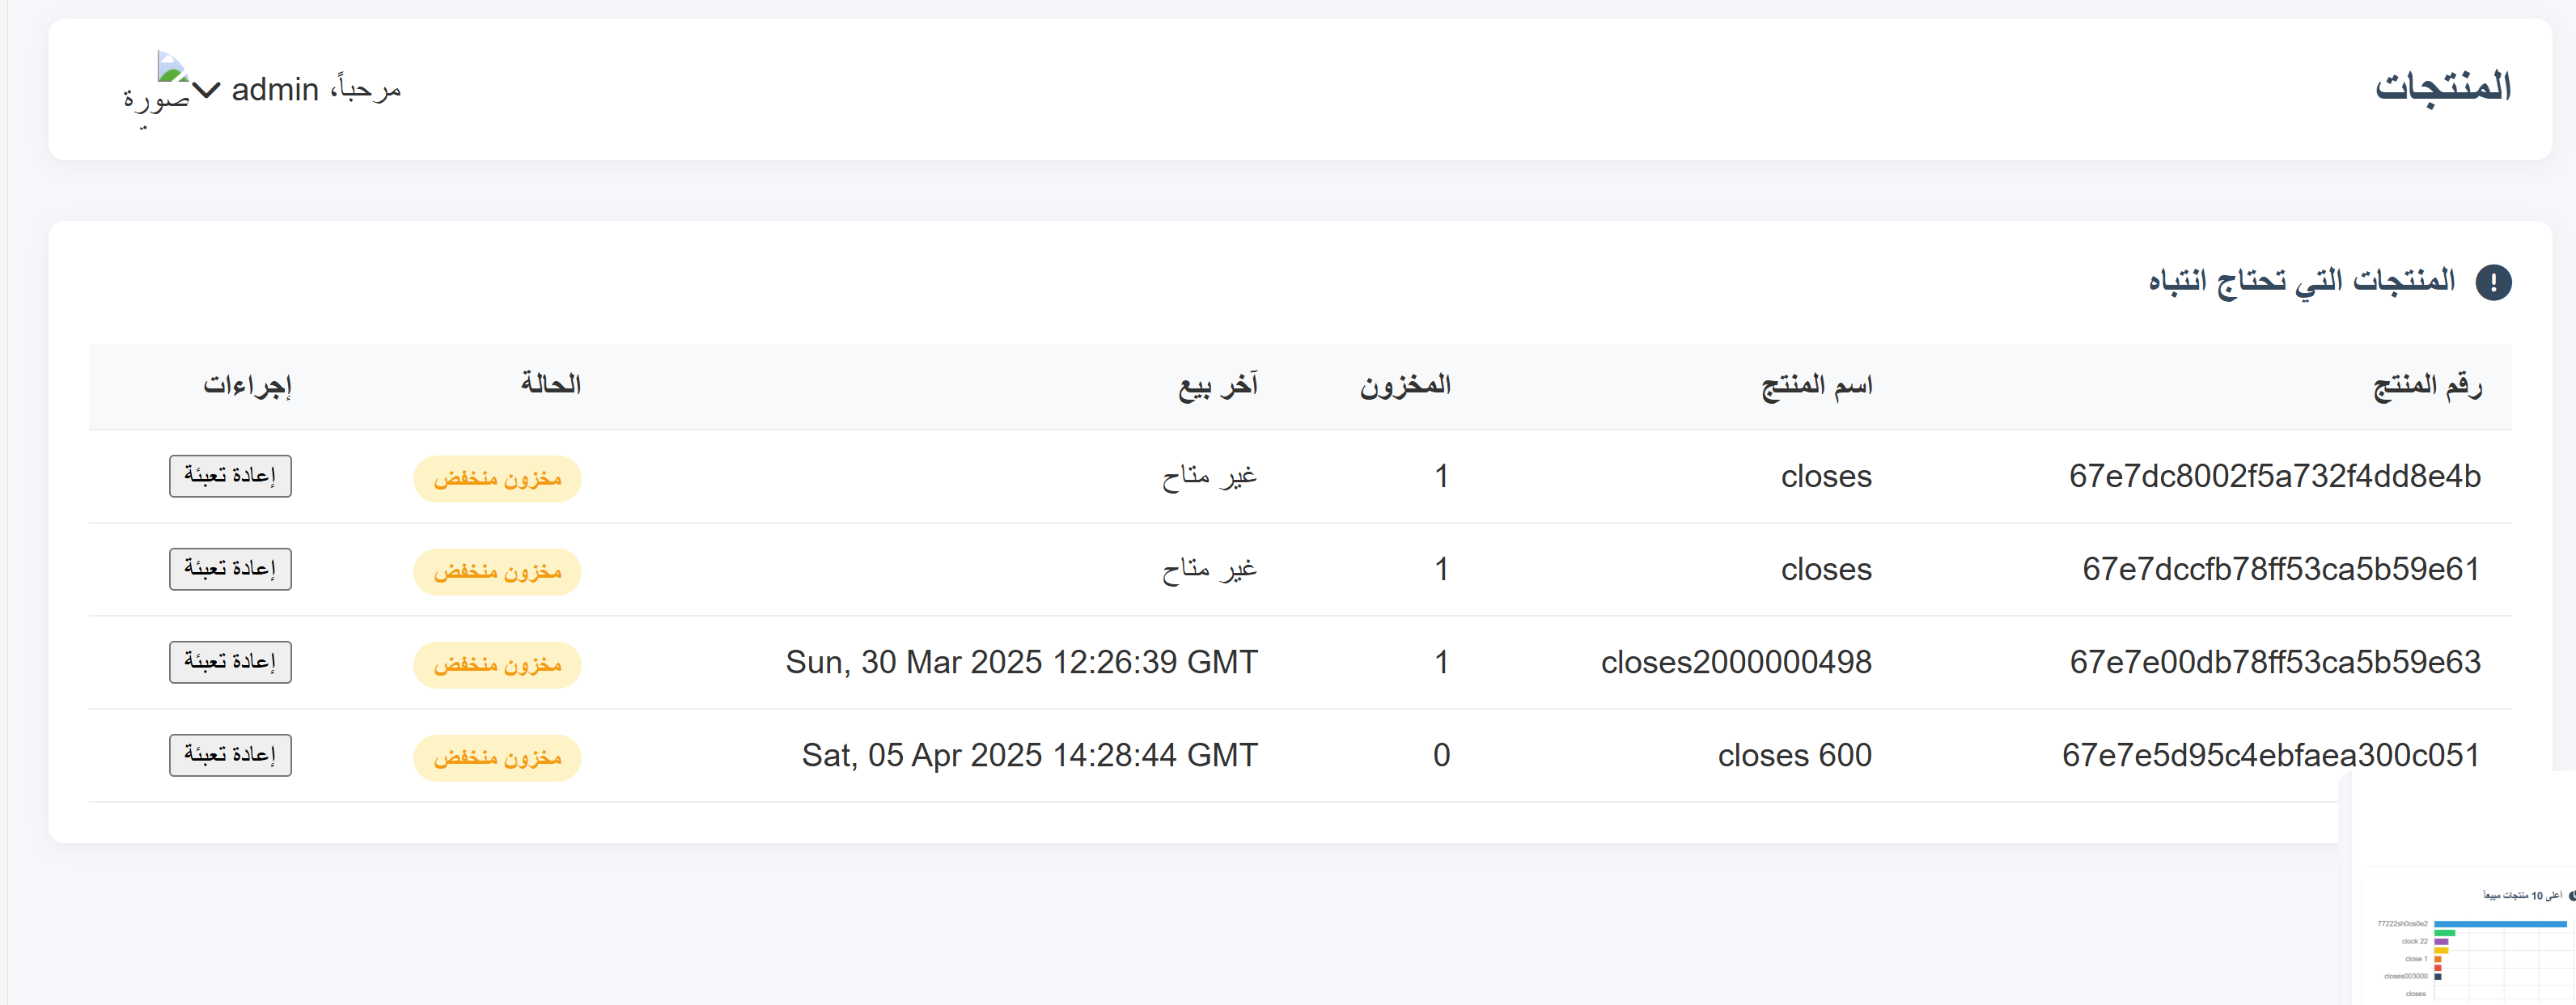 المنتجات
مرحباً، admin
صورة
المنتجات التي تحتاج انتباه
رقم المنتج اسم المنتج المخزون آخر بيع الحالة إجراءات
67e7dc8002f5a732f4dd8e4b closes 1 غير متاح مخزون منخفض إعادة تعبئة
67e7dccfb78ff53ca5b59e61 closes 1 غير متاح مخزون منخفض إعادة تعبئة
67e7e00db78ff53ca5b59e63 closes2000000498 1 Sun, 30 Mar 2025 12:26:39 GMT مخزون منخفض إعادة تعبئة
67e7e5d95c4ebfaea300c051 closes 600 0 Sat, 05 Apr 2025 14:28:44 GMT مخزون منخفض إعادة تعبئة
أعلى 10 منتجات مبيعاً
clock 22
close 1
closes003000
closes